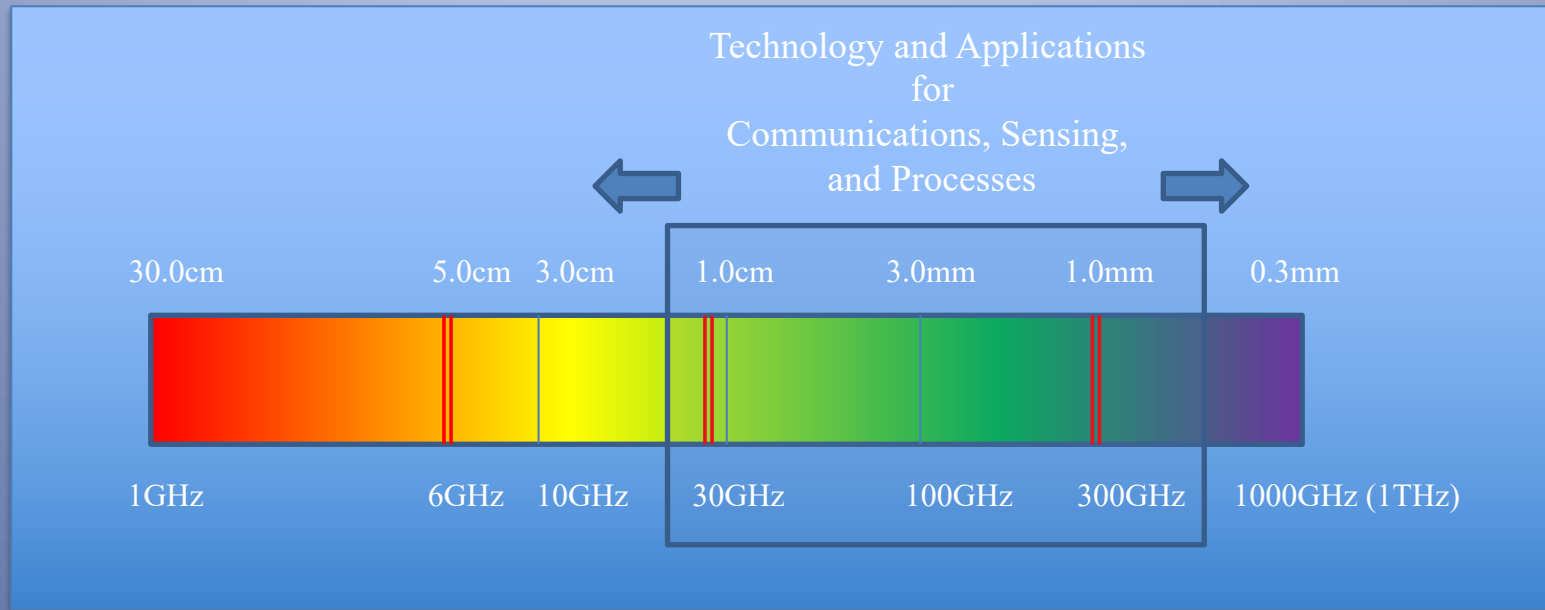 Technology and Applications
for
Communications, Sensing,
and Processes
30.0cm 5.0cm 3.0cm 1.0cm 3.0mm 1.0mm 0.3mm
1GHz 6GHz 10GHz 30GHz 100GHz 300GHz 1000GHz (1THz)